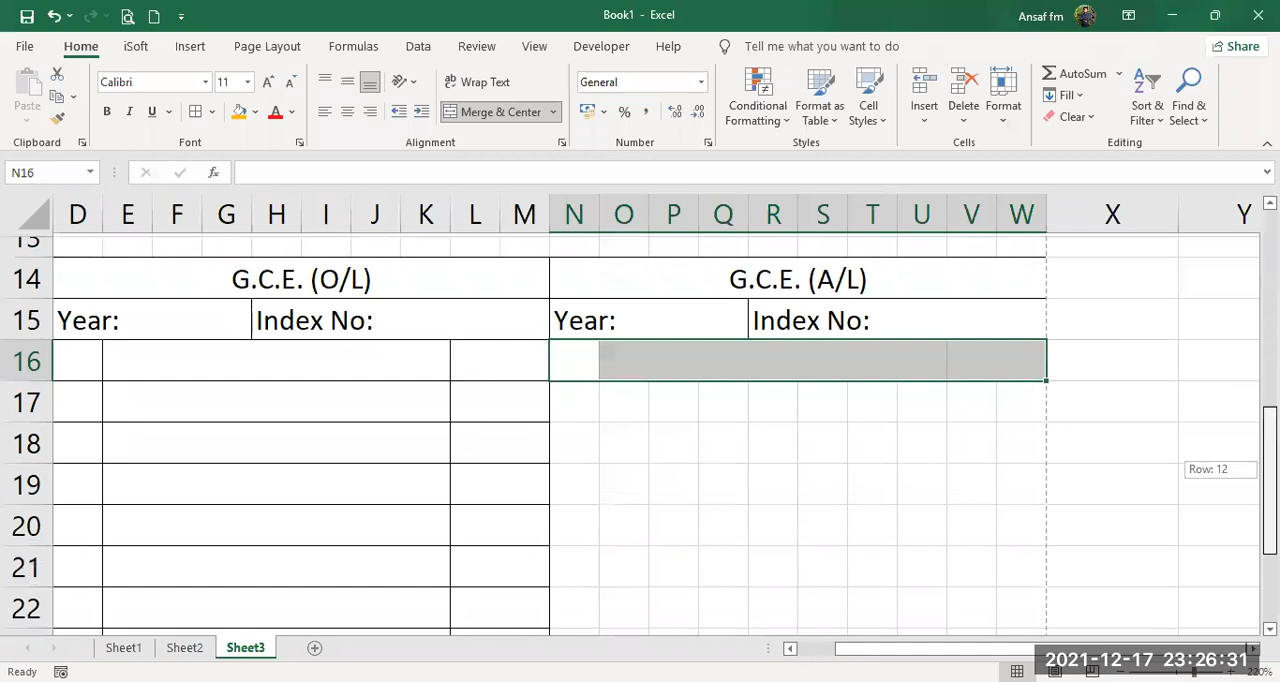 Book1 - Excel
Ansaf fm
File Home iSoft Insert Page Layout Formulas Data Review View Developer Help Tell me what you want to do Share
Paste
Calibri 11
B I U
Wrap Text
Merge & Center
General
Conditional Formatting
Format as Table
Cell Styles
Insert
Delete
Format
AutoSum
Fill
Clear
Sort & Filter
Find & Select
Clipboard Font Alignment Number Styles Cells Editing
N16 fx
D E F G H I J K L M N O P Q R S T U V W X Y
13
14 G.C.E. (O/L) G.C.E. (A/L)
15 Year: Index No: Year: Index No:
16
17
18
19 Row: 12
20
21
22
Sheet1 Sheet2 Sheet3
Ready
2021-12-17 23:26:31
220%